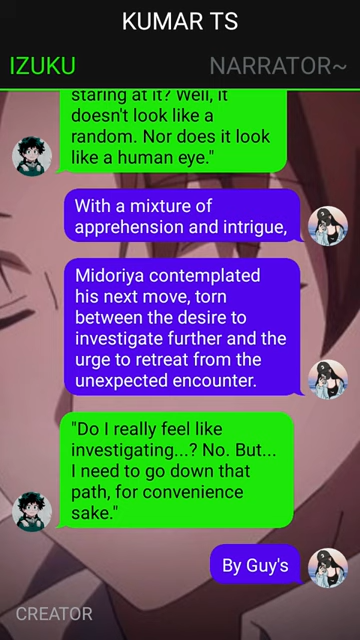 KUMAR TS
IZUKU
NARRATOR~
staring at it? Well, it
doesn't look like a
random. Nor does it look
like a human eye."
With a mixture of
apprehension and intrigue,
Midoriya contemplated
his next move, torn
between the desire to
investigate further and the
urge to retreat from the
unexpected encounter.
"Do I really feel like
investigating...? No. But...
I need to go down that
path, for convenience
sake."
By Guy's
CREATOR